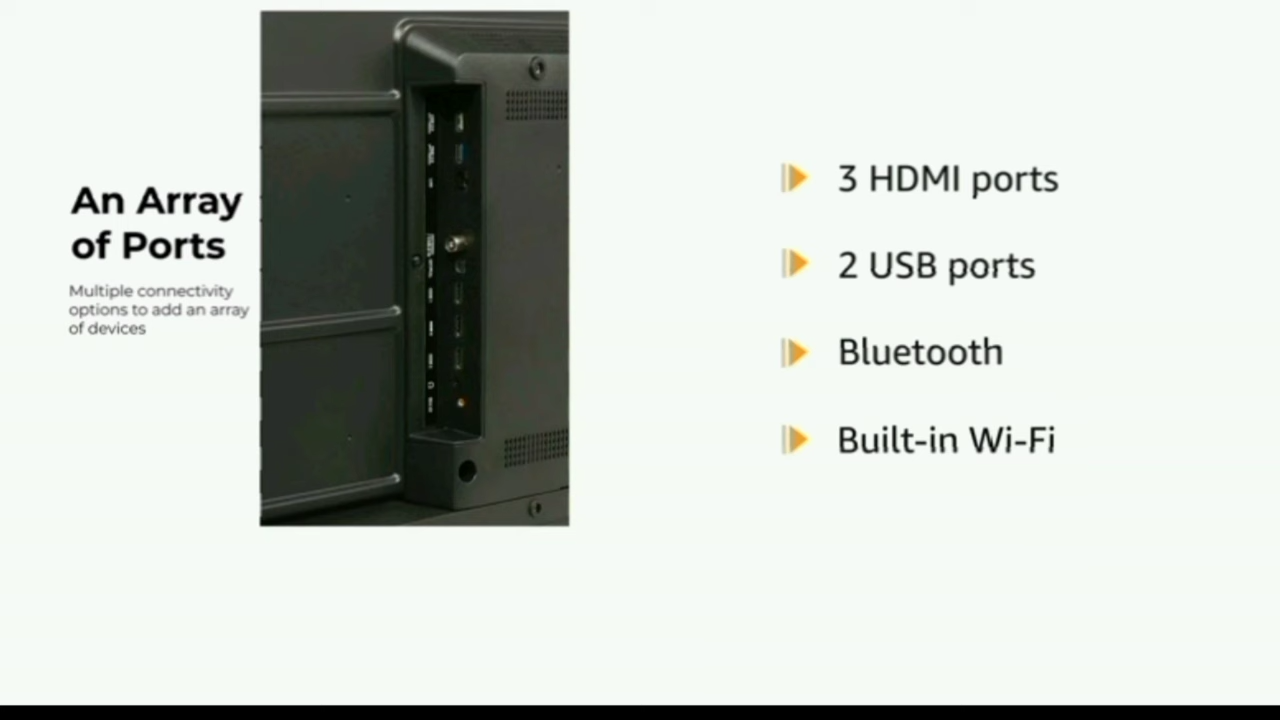 An Array
of Ports
Multiple connectivity
options to add an array
of devices
3 HDMI ports
2 USB ports
Bluetooth
Built-in Wi-Fi